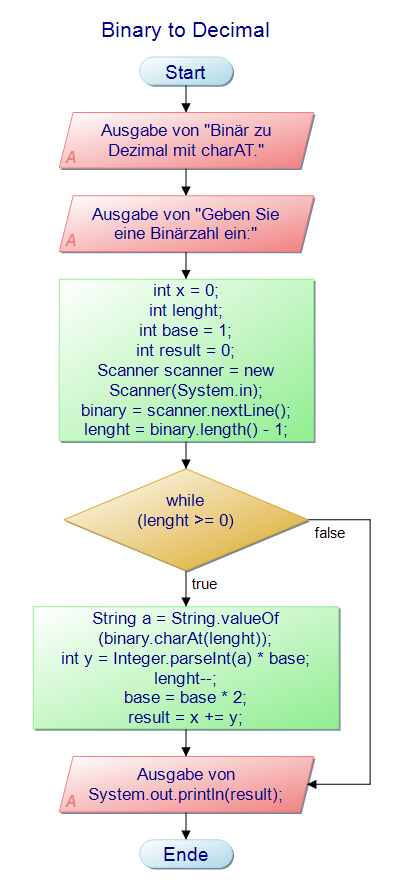 Binary to Decimal
Start
Ausgabe von "Binär zu
Dezimal mit charAT."
A
Ausgabe von "Geben Sie
eine Binärzahl ein:"
A
int x = 0;
int lenght;
int base = 1;
int result = 0;
Scanner scanner = new
Scanner(System.in);
binary = scanner.nextLine();
lenght = binary.length() - 1;
while
(lenght >= 0)
false
true
String a = String.valueOf
(binary.charAt(lenght));
int y = Integer.parseInt(a) * base;
lenght--;
base = base * 2;
result = x += y;
Ausgabe von
System.out.println(result);
A
Ende